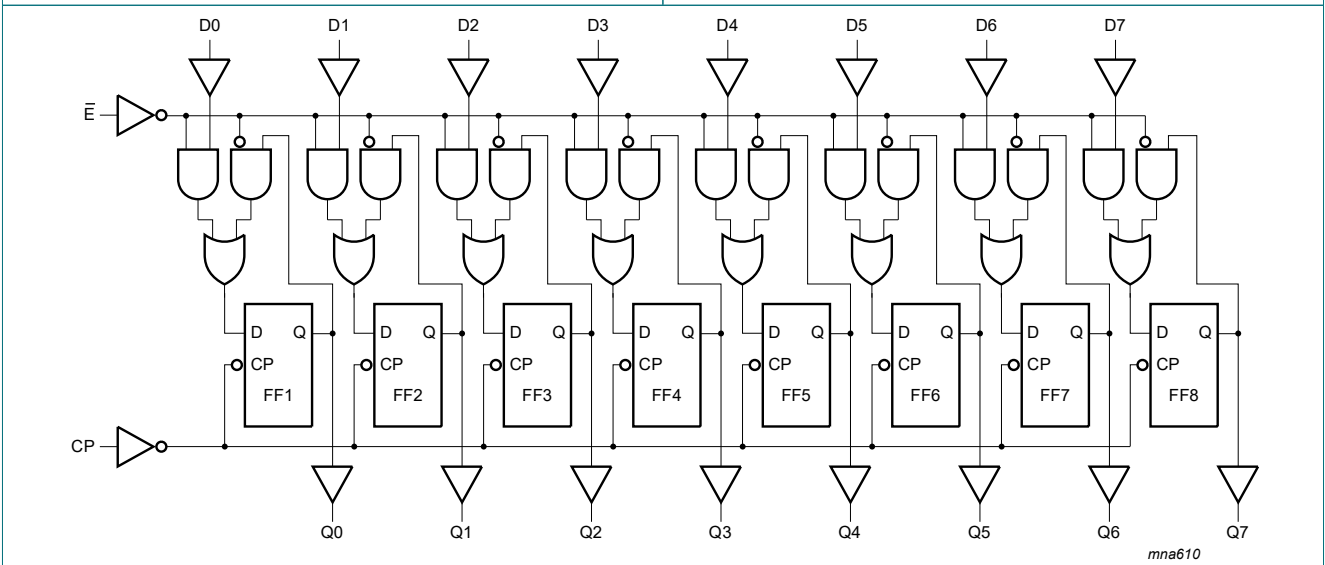 D0 D1 D2 D3 D4 D5 D6 D7
E̅
D Q D Q D Q D Q D Q D Q D Q D Q
CP CP CP CP CP CP CP CP
FF1 FF2 FF3 FF4 FF5 FF6 FF7 FF8
CP
Q0 Q1 Q2 Q3 Q4 Q5 Q6 Q7
mna610